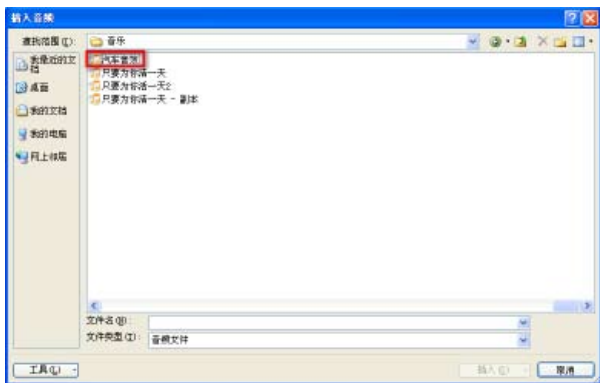 插入音频
查找范围(I):
音乐
我最近的文档
桌面
我的文档
我的电脑
网上邻居
汽车音效
只要为你活一天
只要为你活一天2
只要为你活一天 - 副本
文件名(N):
文件类型(T):
音频文件
工具(L)
插入(S)
取消